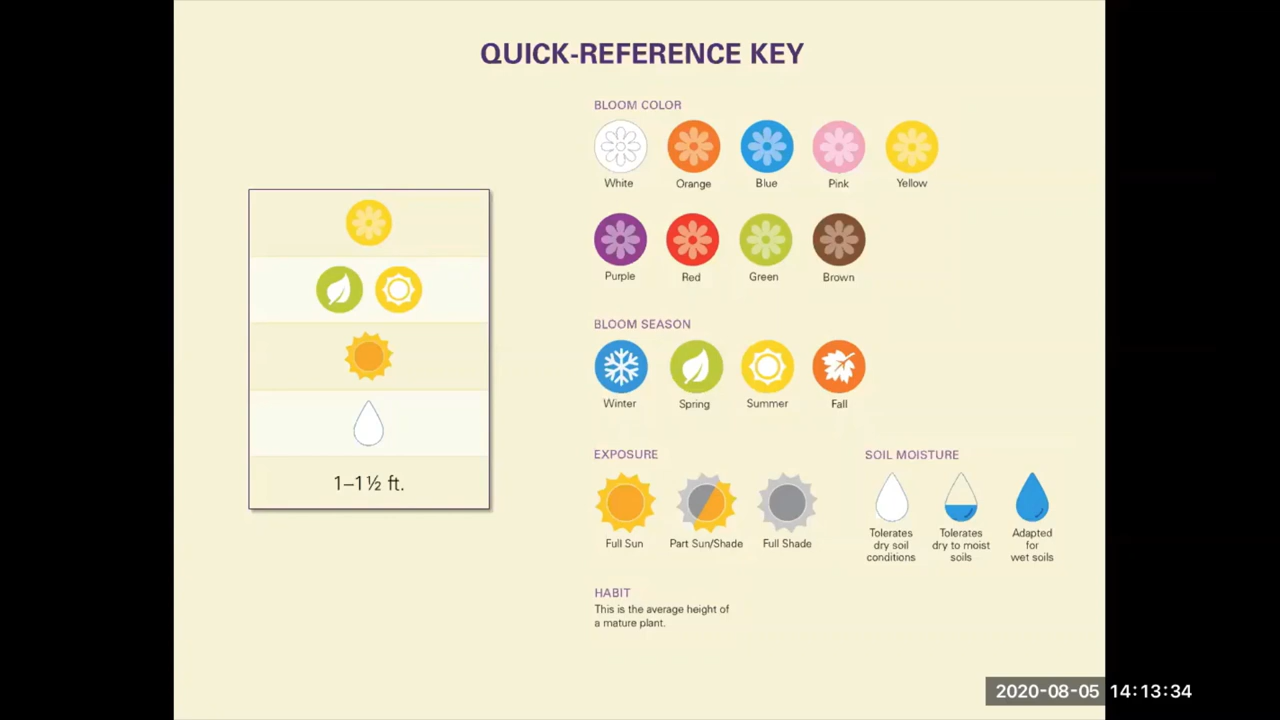 QUICK-REFERENCE KEY
1–1½ ft.
BLOOM COLOR
White Orange Blue Pink Yellow
Purple Red Green Brown
BLOOM SEASON
Winter Spring Summer Fall
EXPOSURE
Full Sun Part Sun/Shade Full Shade
SOIL MOISTURE
Tolerates
dry soil
conditions
Tolerates
dry to moist
soils
Adapted
for
wet soils
HABIT
This is the average height of
a mature plant.
2020-08-05 14:13:34